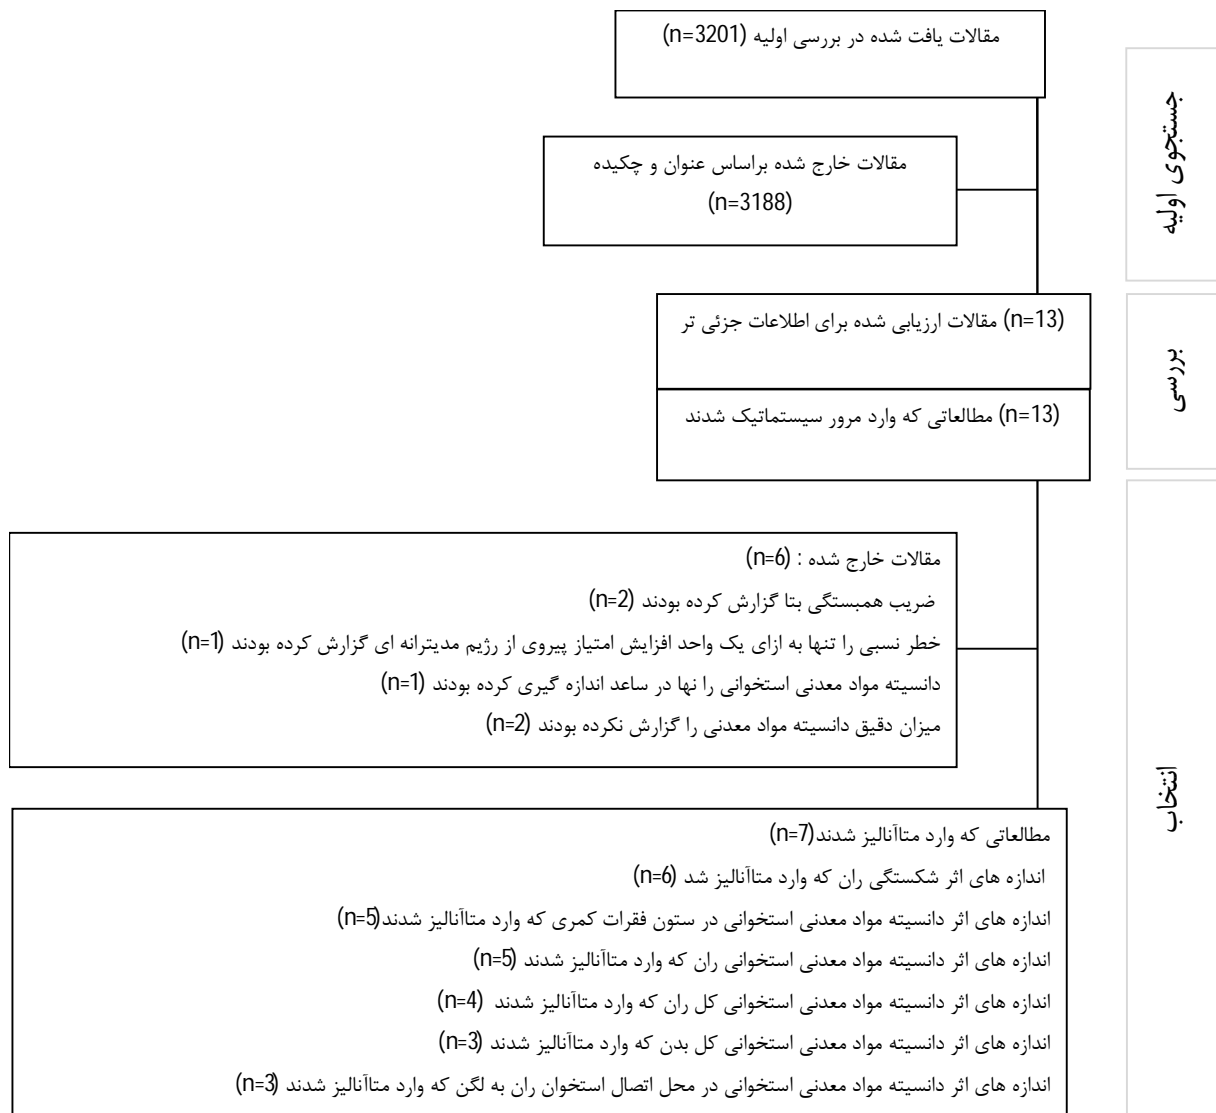 مقالات یافت شده در بررسی اولیه (n=3201)
جستجوی اولیه
مقالات خارج شده براساس عنوان و چکیده
(n=3188)
(n=13) مقالات ارزیابی شده برای اطلاعات جزئی تر
بررسی
(n=13) مطالعاتی که وارد مرور سیستماتیک شدند
مقالات خارج شده : (n=6)
ضریب همبستگی بتا گزارش کرده بودند (n=2)
خطر نسبی را تنها به ازای یک واحد افزایش امتیاز پیروی از رژیم مدیترانه ای گزارش کرده بودند (n=1)
دانسیته مواد معدنی استخوانی را نها در ساعد اندازه گیری کرده بودند (n=1)
میزان دقیق دانسیته مواد معدنی را گزارش نکرده بودند (n=2)
انتخاب
مطالعاتی که وارد متاآنالیز شدند(n=7)
اندازه های اثر شکستگی ران که وارد متاآنالیز شد (n=6)
اندازه های اثر دانسیته مواد معدنی استخوانی در ستون فقرات کمری که وارد متاآنالیز شدند(n=5)
اندازه های اثر دانسیته مواد معدنی استخوانی ران که وارد متاآنالیز شدند (n=5)
اندازه های اثر دانسیته مواد معدنی استخوانی کل ران که وارد متاآنالیز شدند (n=4)
اندازه های اثر دانسیته مواد معدنی استخوانی کل بدن که وارد متاآنالیز شدند (n=3)
اندازه های اثر دانسیته مواد معدنی استخوانی در محل اتصال استخوان ران به لگن که وارد متاآنالیز شدند (n=3)